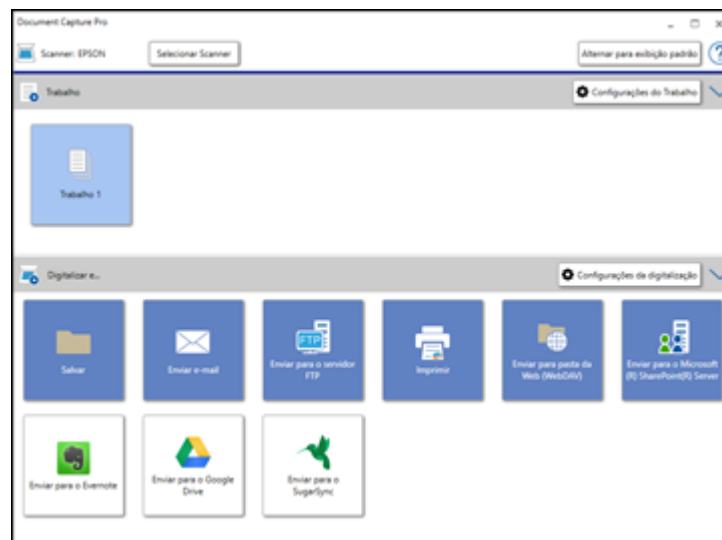 Document Capture Pro
Scanner: EPSON
Selecionar Scanner
Alternar para exibição padrão
?
Trabalho
Configurações do Trabalho
Trabalho 1
Digitalizar e...
Configurações da digitalização
Salvar
Enviar e-mail
FTP
Enviar para o servidor
FTP
Imprimir
Enviar para pasta da
Web (WebDAV)
Enviar para o Microsoft
(R) SharePoint(R) Server
Enviar para o Evernote
Enviar para o Google
Drive
Enviar para o
SugarSync